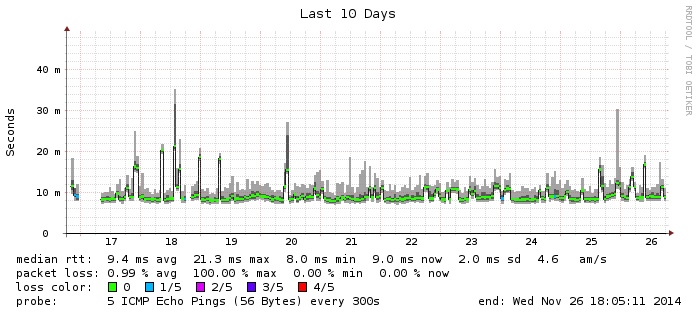 Last 10 Days
RRDTOOL / TOBI OETIKER
Seconds
40 m
30 m
20 m
10 m
0
17 18 19 20 21 22 23 24 25 26
median rtt: 9.4 ms avg 21.3 ms max 8.0 ms min 9.0 ms now 2.0 ms sd 4.6 am/s
packet loss: 0.99 % avg 100.00 % max 0.00 % min 0.00 % now
loss color: 0 1/5 2/5 3/5 4/5
probe: 5 ICMP Echo Pings (56 Bytes) every 300s end: Wed Nov 26 18:05:11 2014